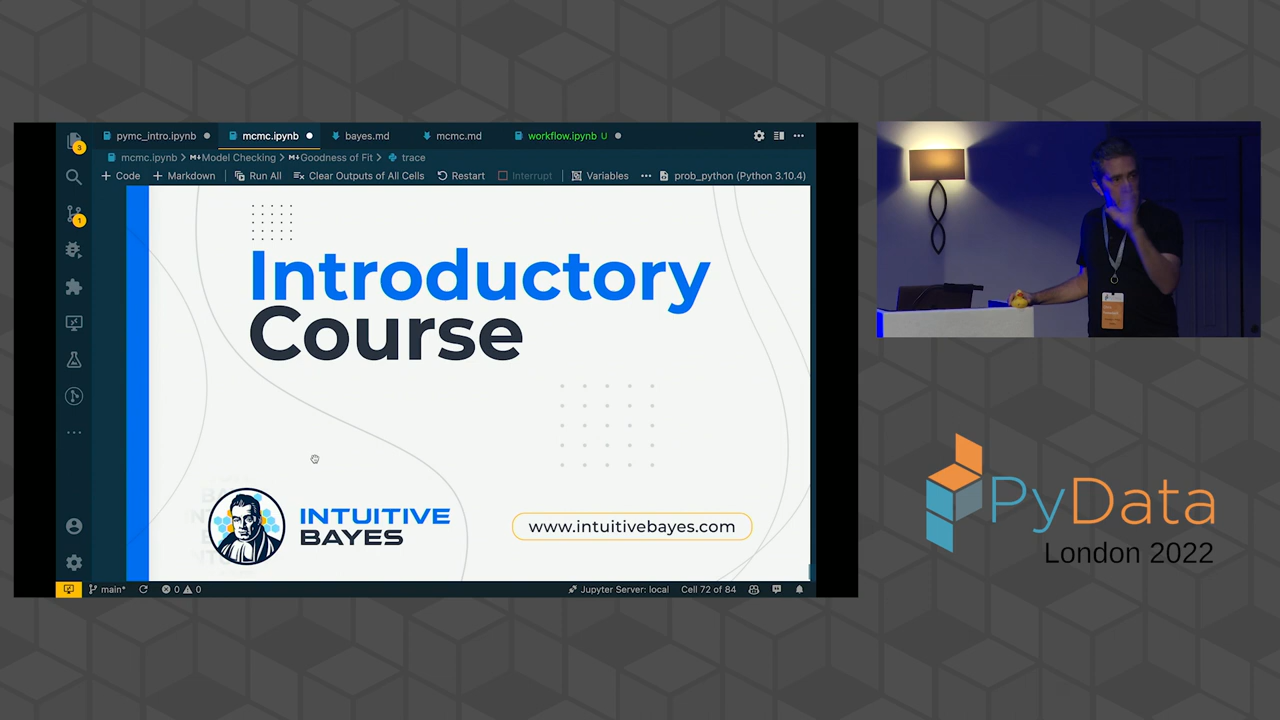 pymc_intro.ipynb
mcmc.ipynb
bayes.md
mcmc.md
workflow.ipynb U
mcmc.ipynb > Model Checking > Goodness of Fit > trace
+ Code + Markdown Run All Clear Outputs of All Cells Restart Interrupt Variables ... prob_python (Python 3.10.4)
3
1
Introductory
Course
INTUITIVE
BAYES
www.intuitivebayes.com
main* 0 0 Jupyter Server: local Cell 72 of 84
PyData
London 2022